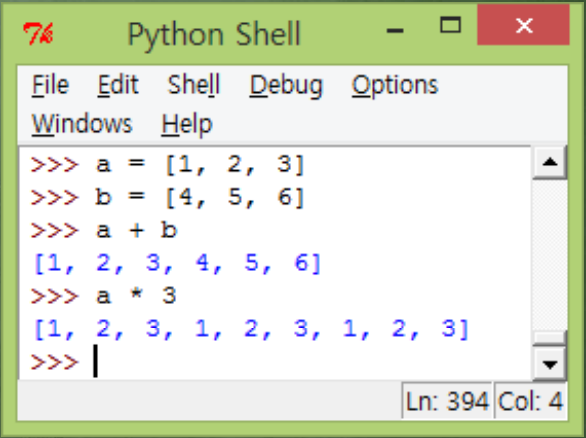 Python Shell
File Edit Shell Debug Options
Windows Help
>>> a = [1, 2, 3]
>>> b = [4, 5, 6]
>>> a + b
[1, 2, 3, 4, 5, 6]
>>> a * 3
[1, 2, 3, 1, 2, 3, 1, 2, 3]
>>>
Ln: 394 Col: 4